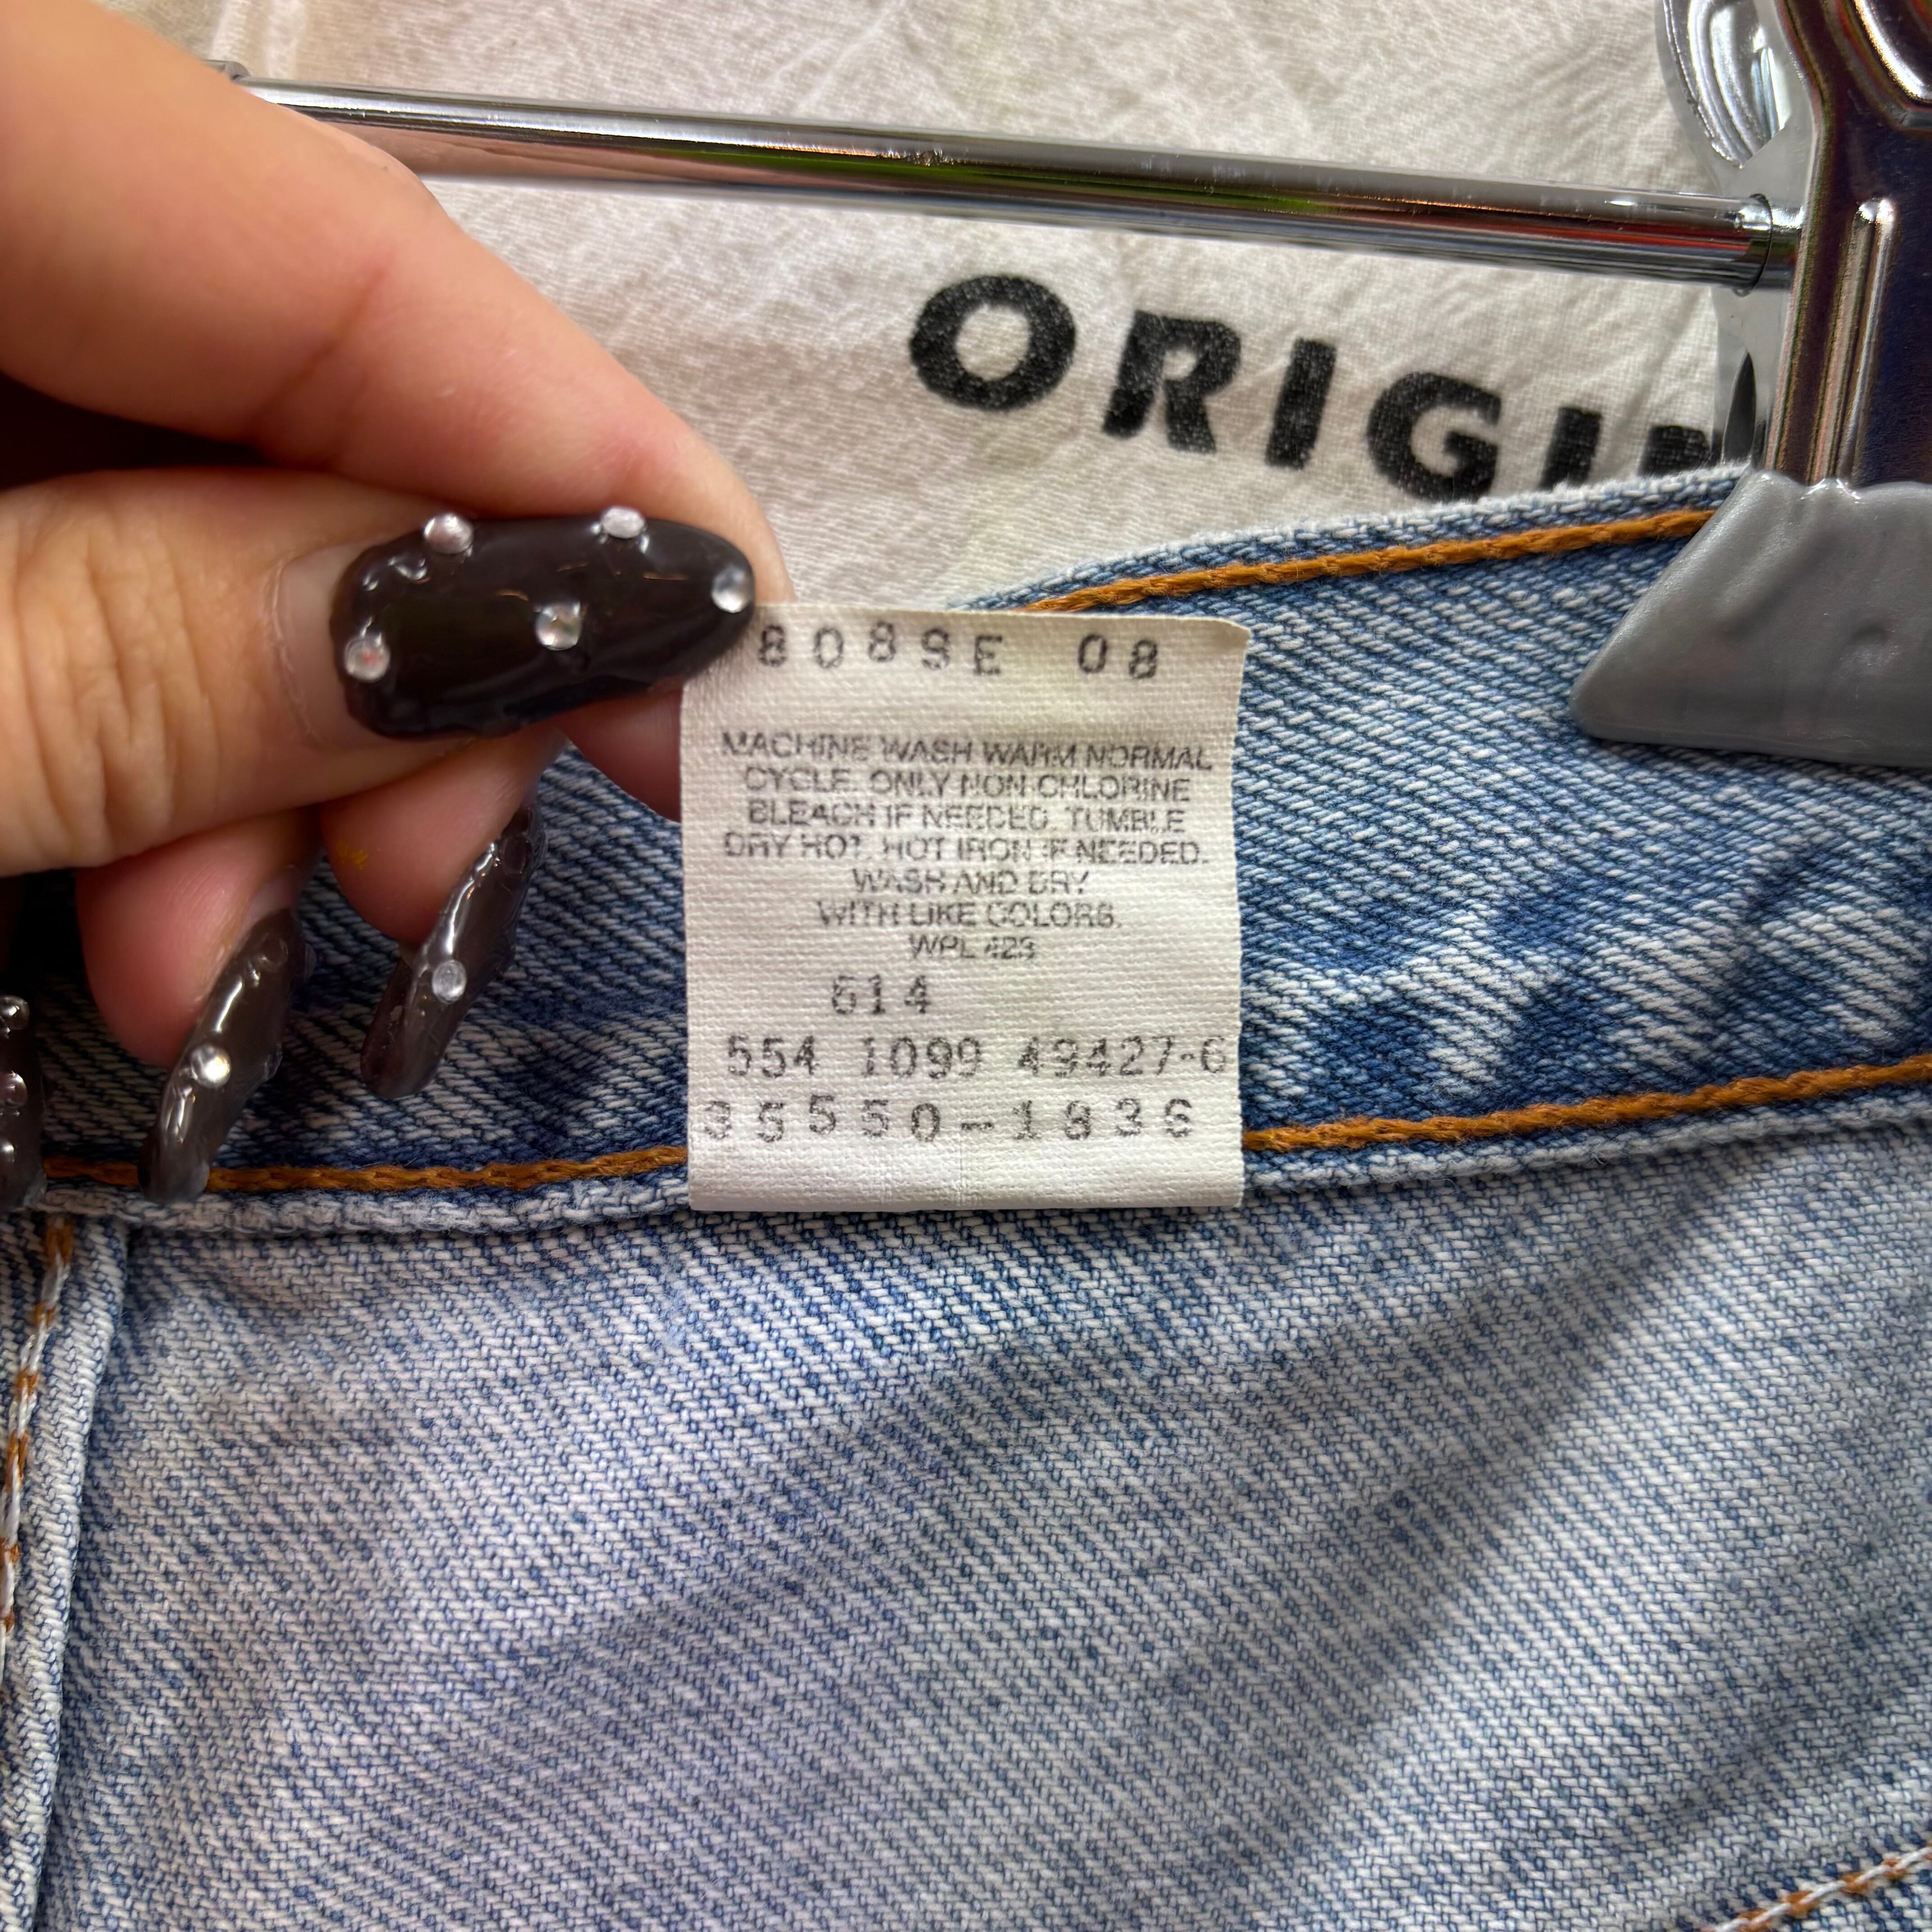 ORIGI
8089E 08
MACHINE WASH WARM NORMAL
CYCLE. ONLY NON-CHLORINE
BLEACH IF NEEDED. TUMBLE
DRY HOT. HOT IRON IF NEEDED.
WASH AND DRY
WITH LIKE COLORS.
WPL 423
614
554 1099 49427-6
35550-1836